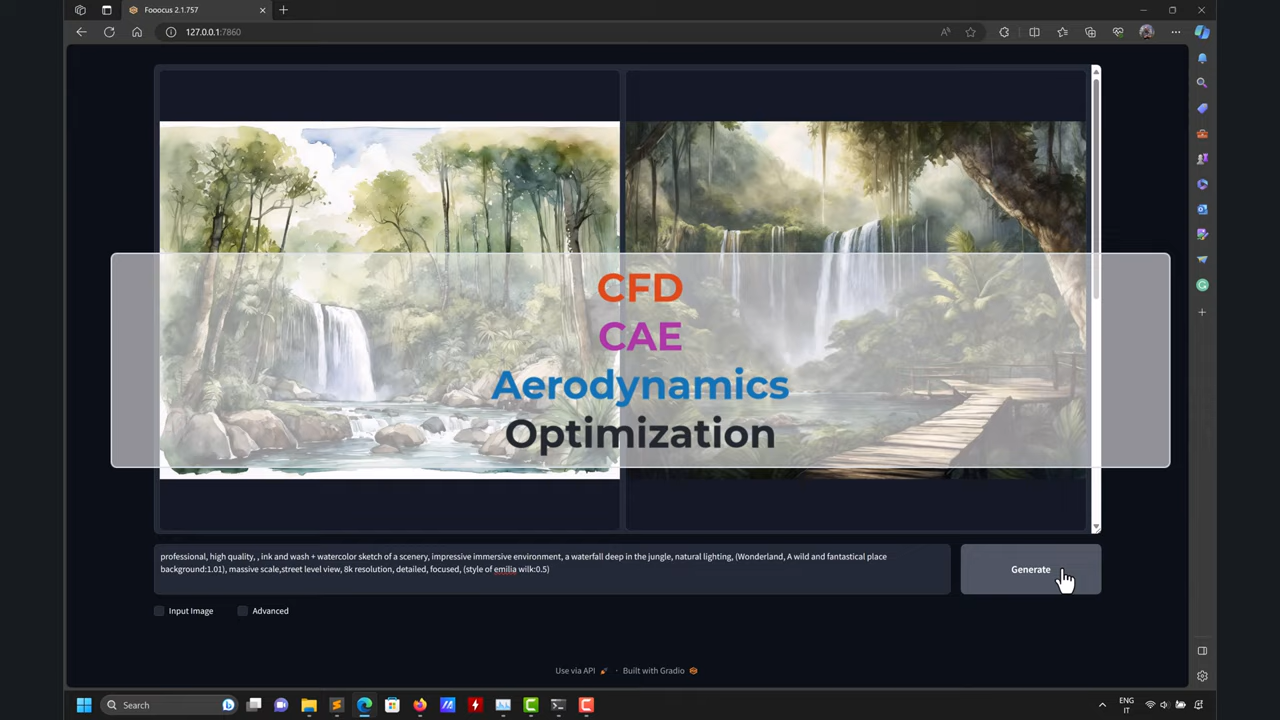 Fooocus 2.1.757
127.0.0.1:7860
CFD
CAE
Aerodynamics
Optimization
professional, high quality, , ink and wash + watercolor sketch of a scenery, impressive immersive environment, a waterfall deep in the jungle, natural lighting, (Wonderland, A wild and fantastical place
background:1.01), massive scale,street level view, 8k resolution, detailed, focused, (style of emilia wilk:0.5)
Generate
Input Image
Advanced
Use via API · Built with Gradio
Search
ENG
IT